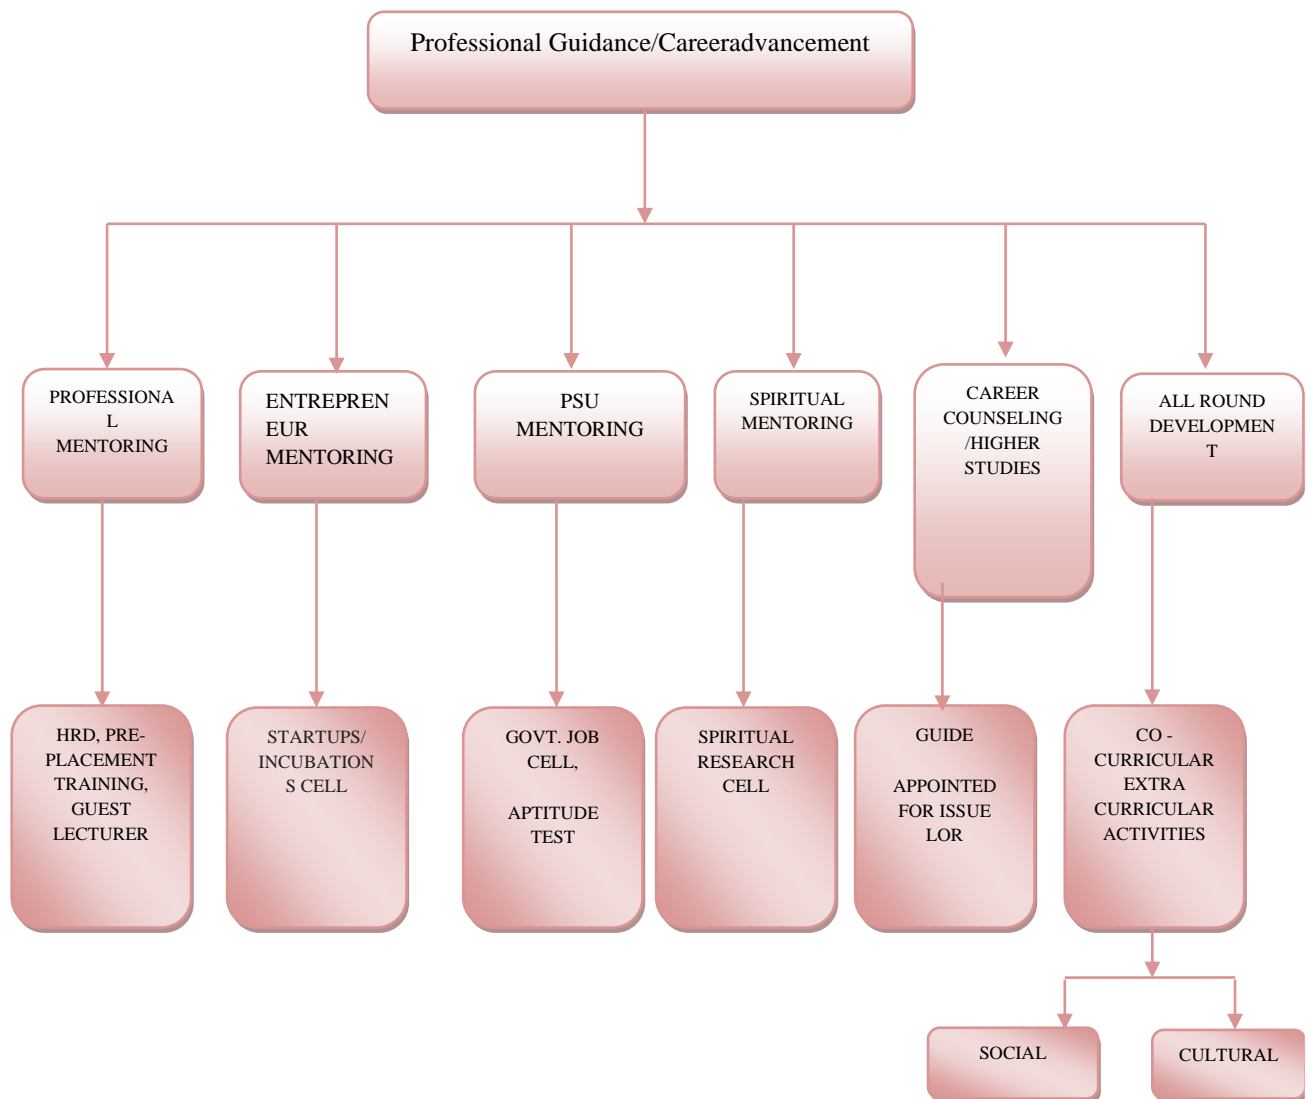 Professional Guidance/Careeradvancement
PROFESSIONA
L
MENTORING
ENTREPREN
EUR
MENTORING
PSU
MENTORING
SPIRITUAL
MENTORING
CAREER
COUNSELING
/HIGHER
STUDIES
ALL ROUND
DEVELOPMEN
T
HRD, PRE-
PLACEMENT
TRAINING,
GUEST
LECTURER
STARTUPS/
INCUBATION
S CELL
GOVT. JOB
CELL,
APTITUDE
TEST
SPIRITUAL
RESEARCH
CELL
GUIDE
APPOINTED
FOR ISSUE
LOR
CO -
CURRICULAR
EXTRA
CURRICULAR
ACTIVITIES
SOCIAL
CULTURAL